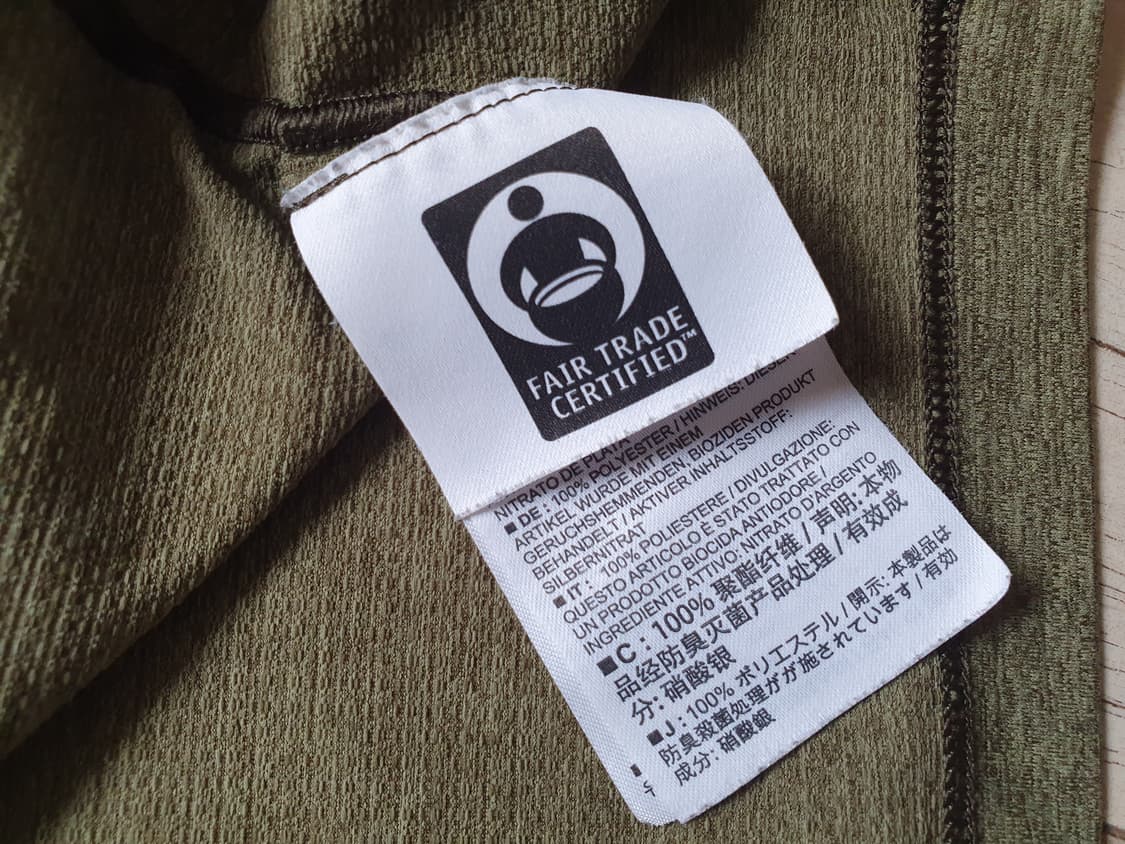 FAIR TRADE
CERTIFIED™
NITRATO DE PLATA
■ DE : 100% POLYESTER / HINWEIS: DIESER
ARTIKEL WURDE MIT EINEM
GERUCHSHEMMENDEN, BIOZIDEN PRODUKT
BEHANDELT / AKTIVER INHALTSSTOFF:
SILBERNITRAT
■ IT : 100% POLIESTERE / DIVULGAZIONE:
QUESTO ARTICOLO È STATO TRATTATO CON
UN PRODOTTO BIOCIDA ANTIODORE /
INGREDIENTE ATTIVO: NITRATO D'ARGENTO
■ C : 100% 聚酯纤维 / 声明: 本物
品经防臭灭菌产品处理 / 有效成
分: 硝酸银
■ J : 100% ポリエステル / 開示: 本製品は
防臭殺菌処理がが施されています / 有効
成分: 硝酸銀